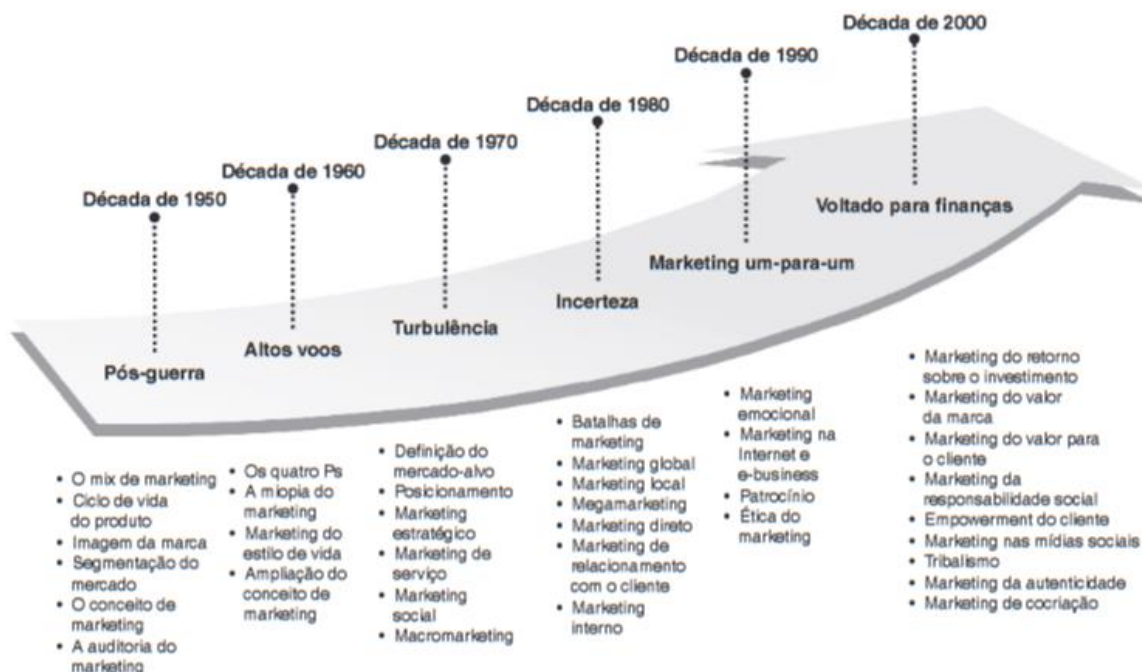 Década de 1950
Pós-guerra
• O mix de marketing
• Ciclo de vida
do produto
• Imagem da marca
• Segmentação do
mercado
• O conceito de
marketing
• A auditoria do
marketing
Década de 1960
Altos voos
• Os quatro Ps
• A miopia do
marketing
• Marketing do
estilo de vida
• Ampliação do
conceito de
marketing
Década de 1970
Turbulência
• Definição do
mercado-alvo
• Posicionamento
• Marketing
estratégico
• Marketing de
serviço
• Marketing
social
• Macromarketing
Década de 1980
Incerteza
• Batalhas de
marketing
• Marketing global
• Marketing local
• Megamarketing
• Marketing direto
• Marketing de
relacionamento
com o cliente
• Marketing
interno
Década de 1990
Marketing um-para-um
• Marketing
emocional
• Marketing na
Internet e
e-business
• Patrocínio
• Ética do
marketing
Década de 2000
Voltado para finanças
• Marketing do retorno
sobre o investimento
• Marketing do valor
da marca
• Marketing do valor para
o cliente
• Marketing da
responsabilidade social
• Empowerment do cliente
• Marketing nas mídias sociais
• Tribalismo
• Marketing da autenticidade
• Marketing de cocriação